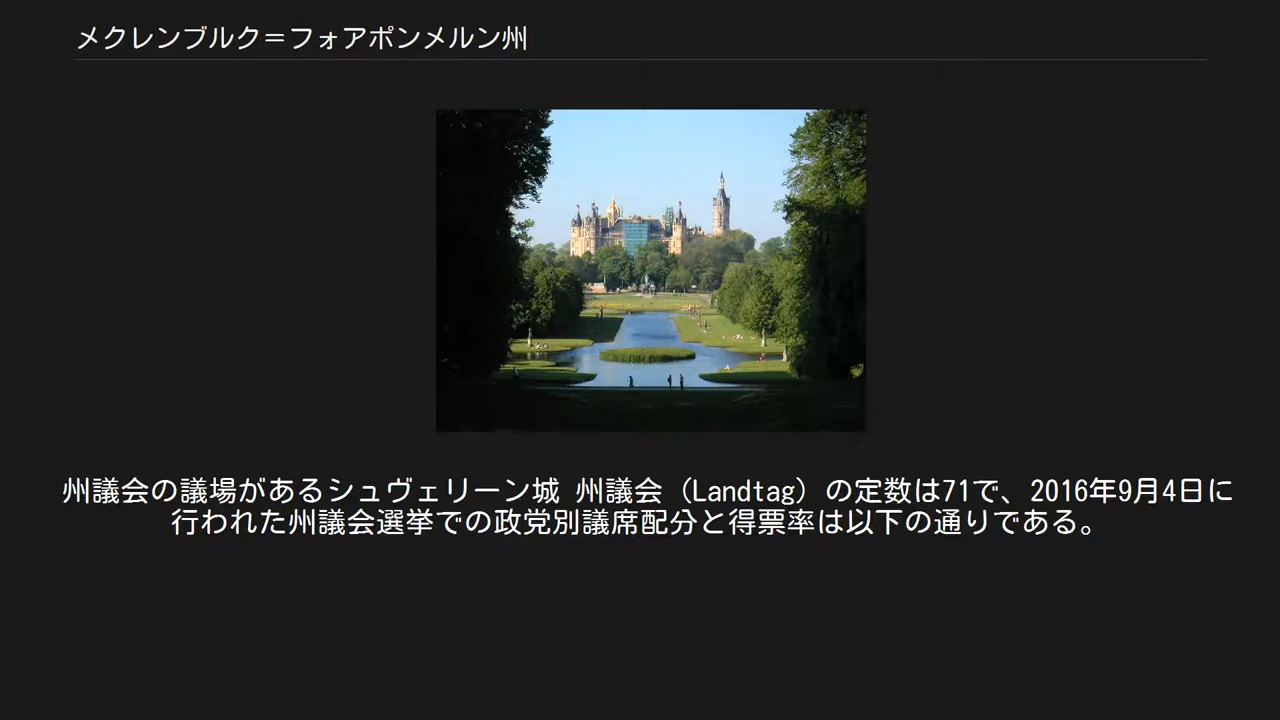 メクレンブルク＝フォアポンメルン州
州議会の議場があるシュヴェリーン城 州議会（Landtag）の定数は71で、2016年9月4日に
行われた州議会選挙での政党別議席配分と得票率は以下の通りである。